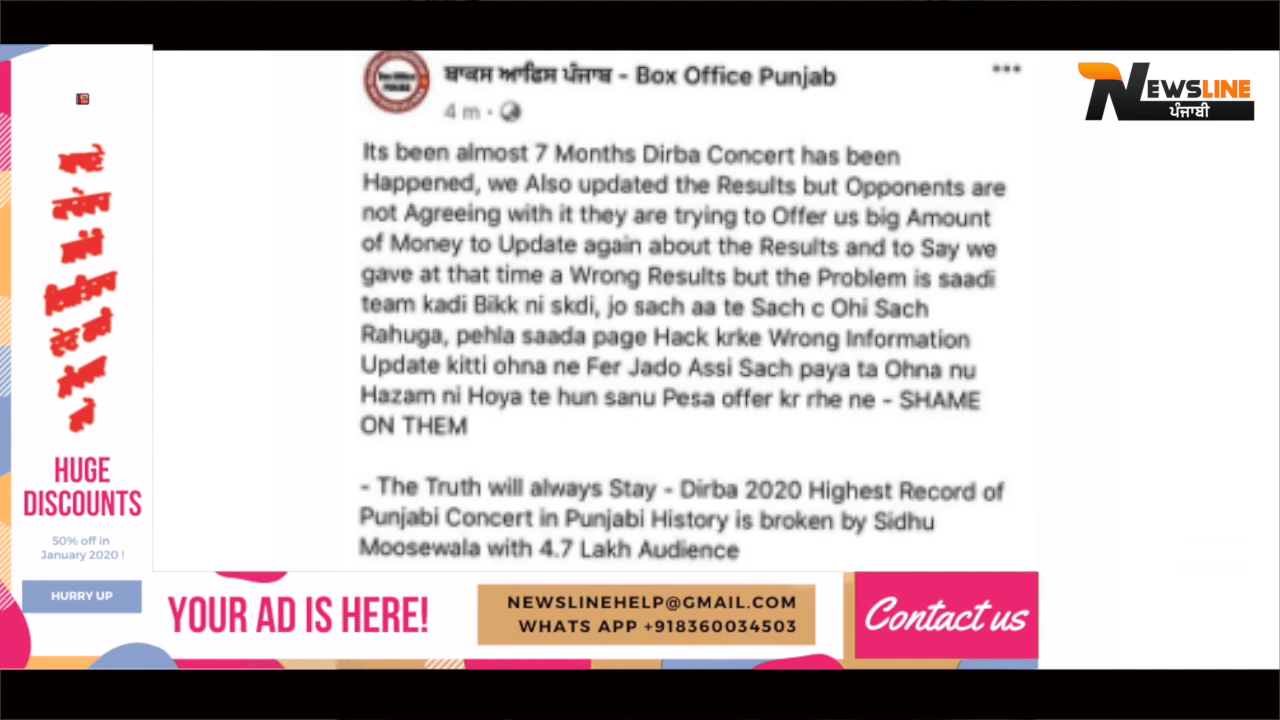 ਬਾਕਸ ਆਫਿਸ ਪੰਜਾਬ - Box Office Punjab
4 m
Its been almost 7 Months Dirba Concert has been
Happened, we Also updated the Results but Opponents are
not Agreeing with it they are trying to Offer us big Amount
of Money to Update again about the Results and to Say we
gave at that time a Wrong Results but the Problem is saadi
team kadi Bikk ni skdi, jo sach aa te Sach c Ohi Sach
Rahuga, pehla saada page Hack krke Wrong Information
Update kitti ohna ne Fer Jado Assi Sach paya ta Ohna nu
Hazam ni Hoya te hun sanu Pesa offer kr rhe ne - SHAME
ON THEM
- The Truth will always Stay - Dirba 2020 Highest Record of
Punjabi Concert in Punjabi History is broken by Sidhu
Moosewala with 4.7 Lakh Audience
NEWSLINE
ਪੰਜਾਬੀ
HUGE
DISCOUNTS
50% off in
January 2020 !
HURRY UP
YOUR AD IS HERE!
NEWSLINEHELP@GMAIL.COM
WHATS APP +918360034503
Contact us